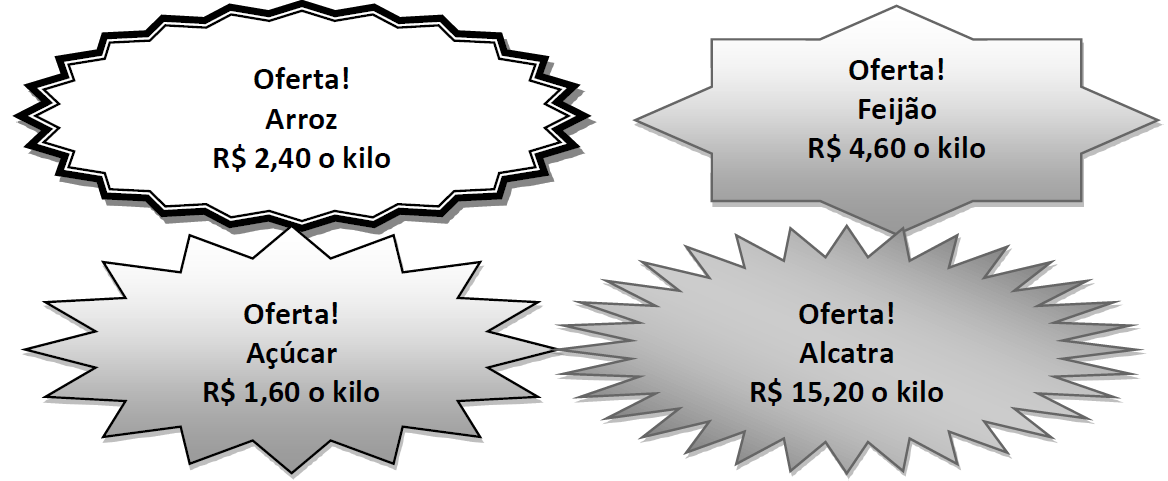 Oferta!
Arroz
R$ 2,40 o kilo
Oferta!
Feijão
R$ 4,60 o kilo
Oferta!
Açúcar
R$ 1,60 o kilo
Oferta!
Alcatra
R$ 15,20 o kilo